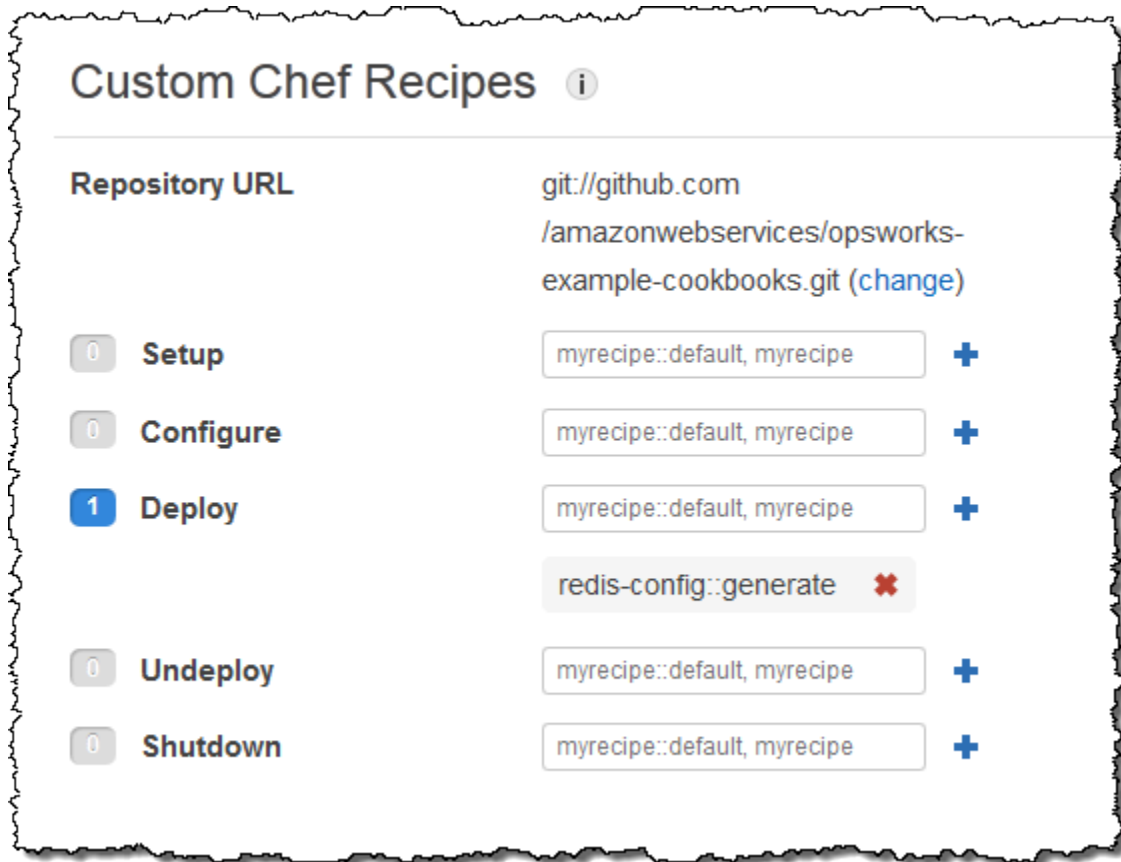 Custom Chef Recipes i
Repository URL git://github.com
/amazonwebservices/opsworks-
example-cookbooks.git (change)
0 Setup myrecipe::default, myrecipe
0 Configure myrecipe::default, myrecipe
1 Deploy myrecipe::default, myrecipe
redis-config::generate
0 Undeploy myrecipe::default, myrecipe
0 Shutdown myrecipe::default, myrecipe